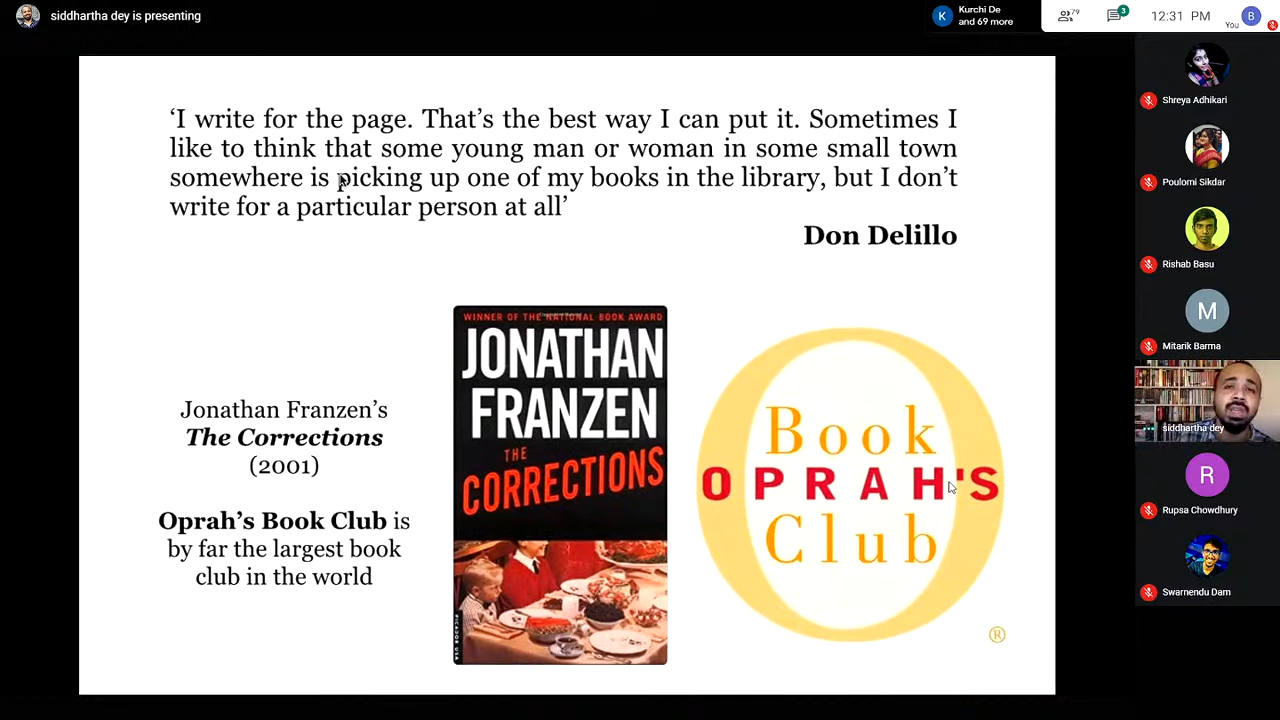 siddhartha dey is presenting
Kurchi De
and 69 more
79
3
12:31 PM
You
B
K
‘I write for the page. That’s the best way I can put it. Sometimes I
like to think that some young man or woman in some small town
somewhere is picking up one of my books in the library, but I don’t
write for a particular person at all’
Don Delillo
Jonathan Franzen’s
The Corrections
(2001)
Oprah’s Book Club is
by far the largest book
club in the world
WINNER OF THE NATIONAL BOOK AWARD
JONATHAN
FRANZEN
THE
CORRECTIONS
PICADOR USA
Book
OPRAH'S
Club
®
Shreya Adhikari
Poulomi Sikdar
Rishab Basu
M
Mitarik Barma
siddhartha dey
R
Rupsa Chowdhury
Swarnendu Dam